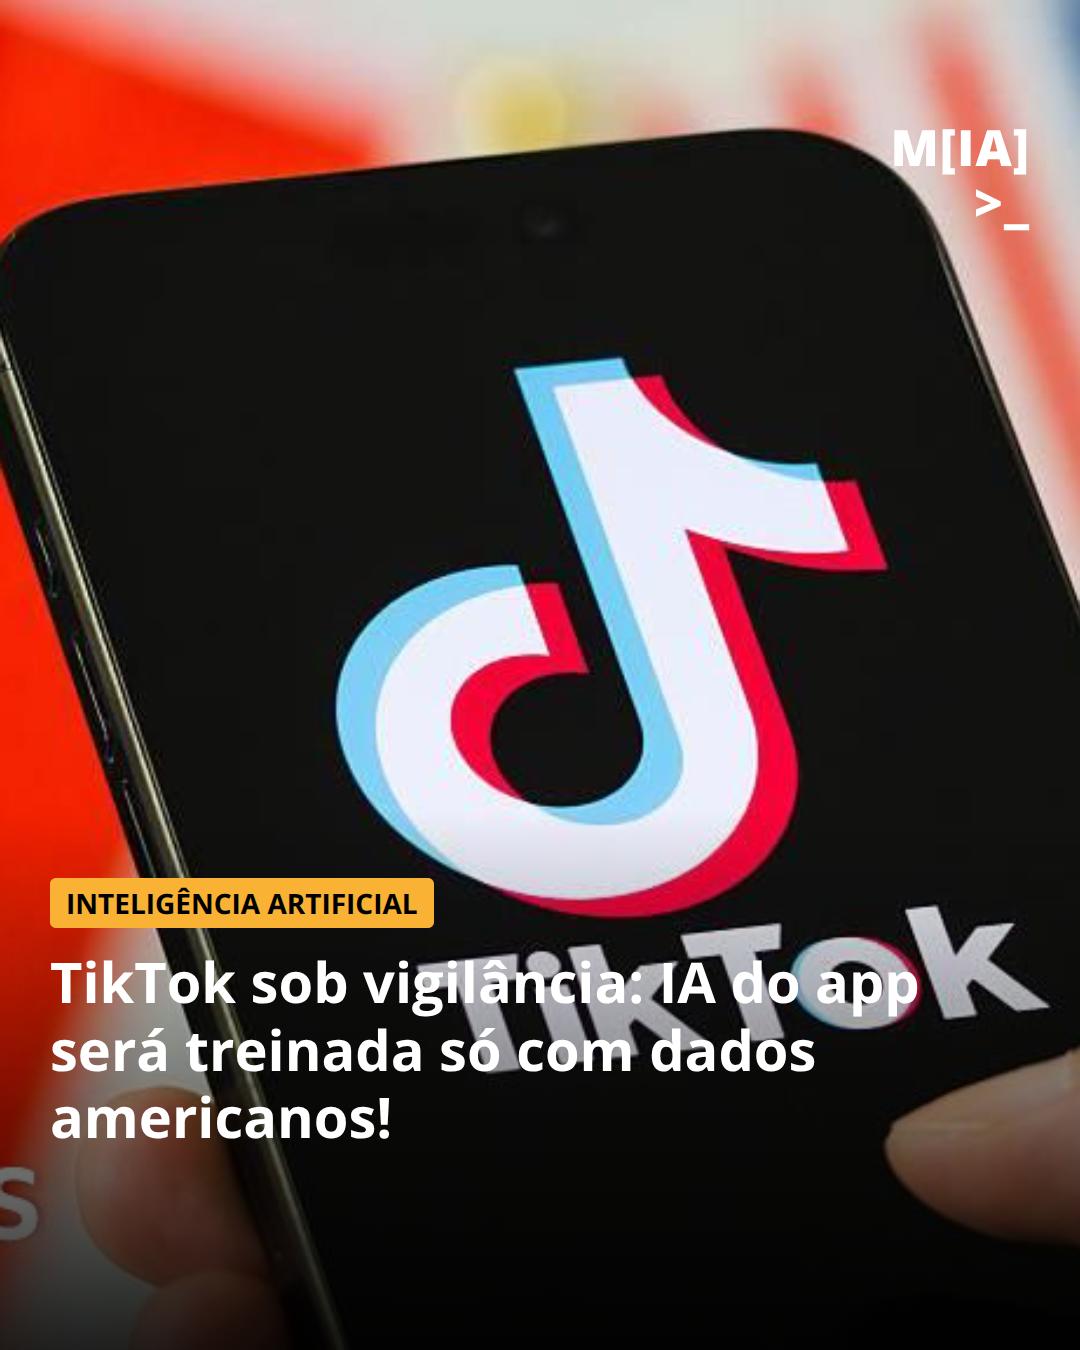 M[IA]
>_
TikTok
INTELIGÊNCIA ARTIFICIAL
TikTok sob vigilância: IA do app
será treinada só com dados
americanos!
S